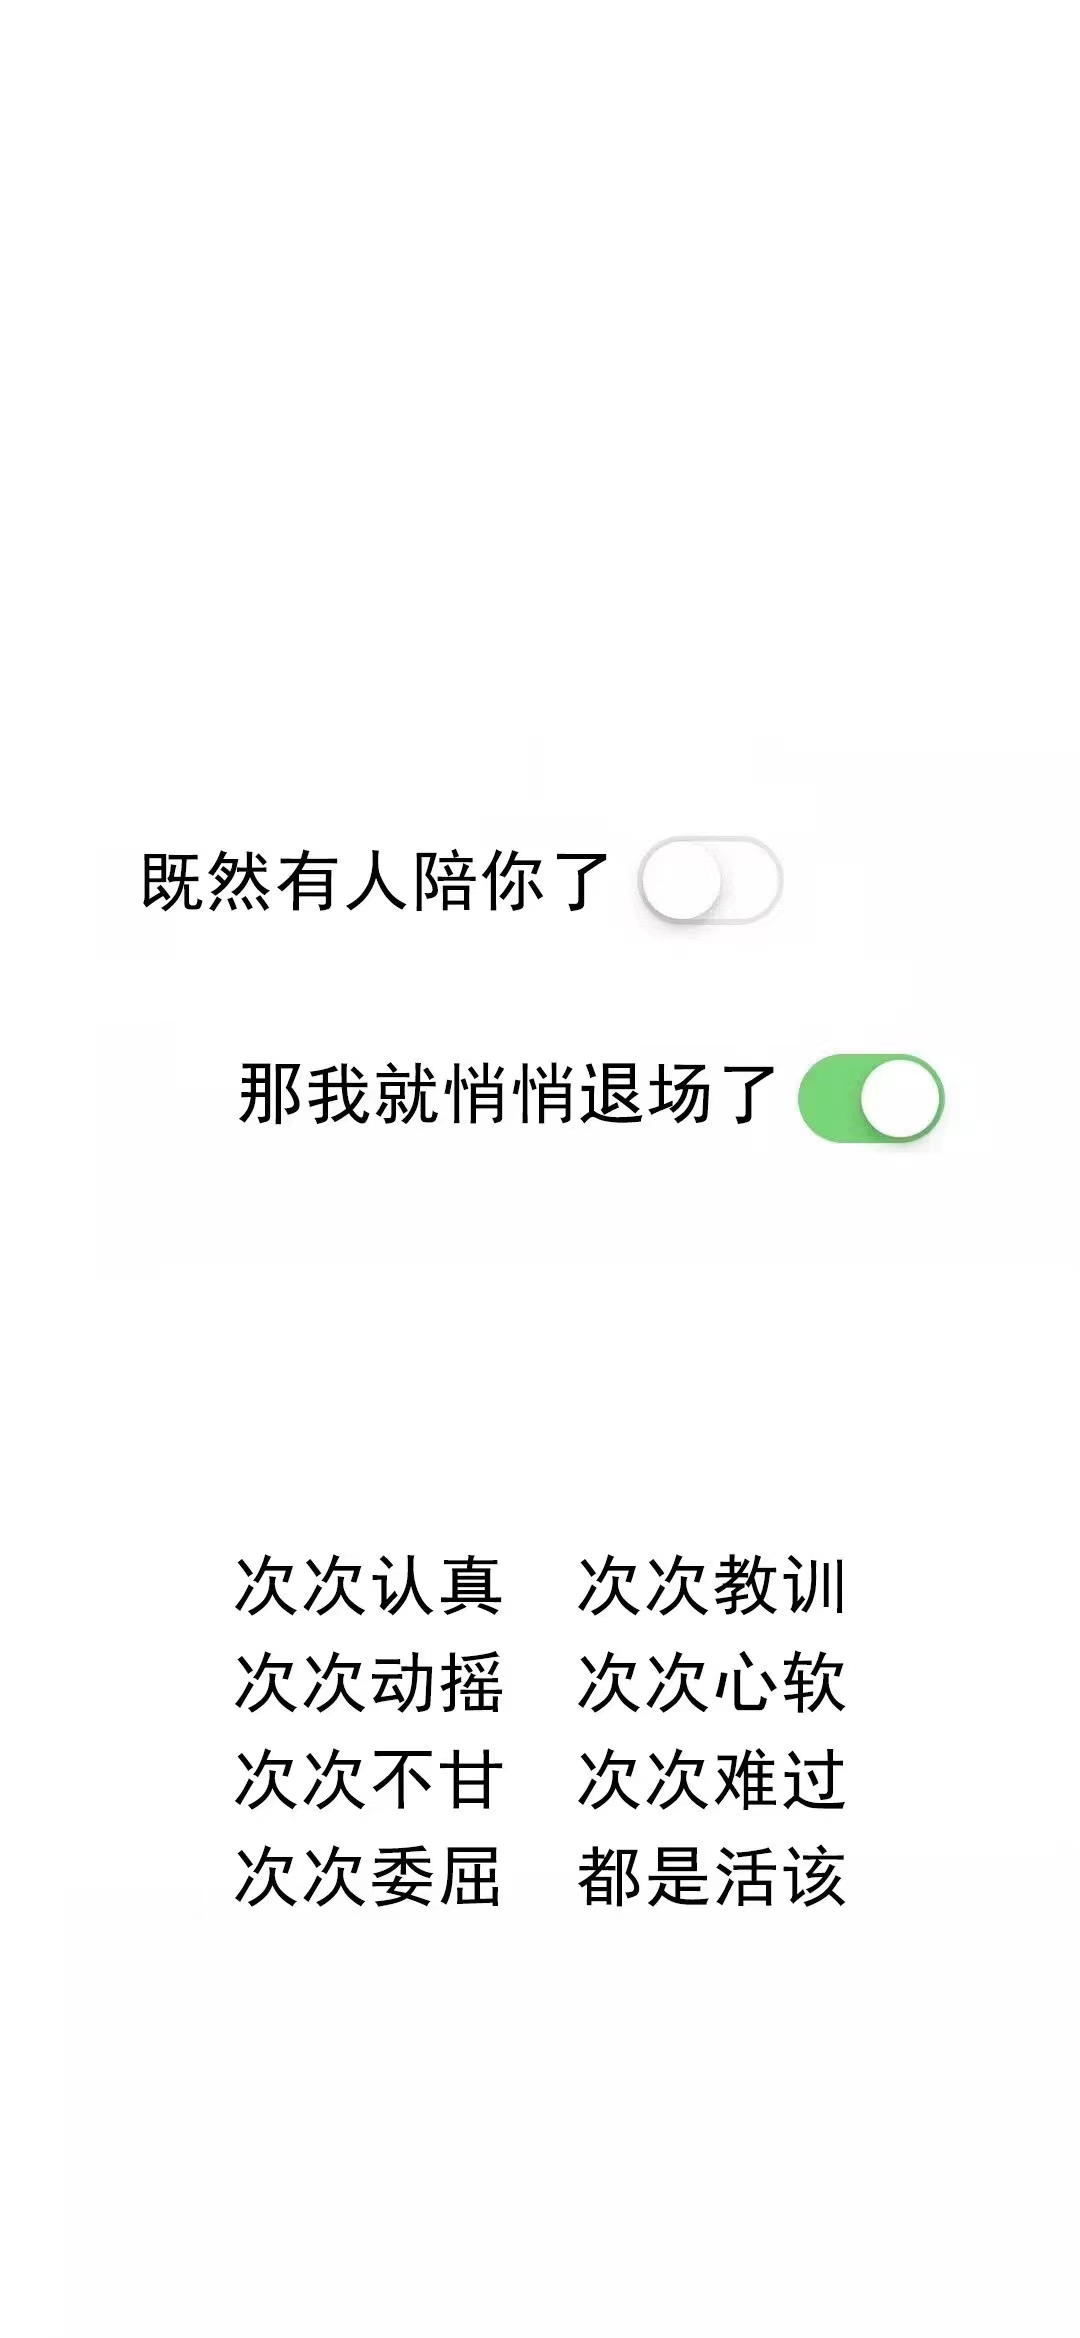 既然有人陪你了
那我就悄悄退场了
次次认真 次次教训
次次动摇 次次心软
次次不甘 次次难过
次次委屈 都是活该